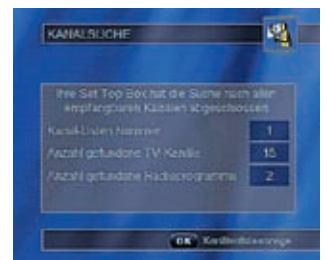 KANALSUCHE
Ihre Set Top Box hat die Suche nach allen
empfangbaren Kanälen abgeschlossen
Kanal-Listen Nummer 1
Anzahl gefundene TV-Kanäle 15
Anzahl gefundene Radioprogramme 2
OK Kanallistenanzeige